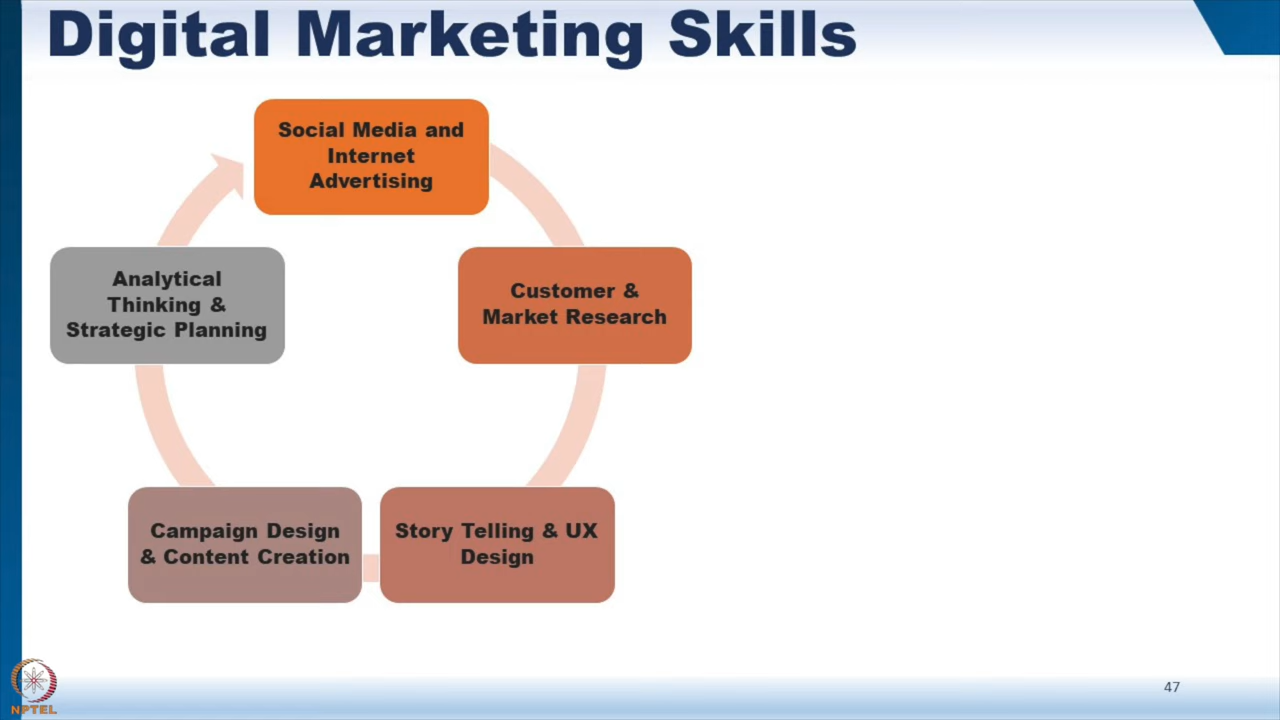 Digital Marketing Skills
Social Media and
Internet
Advertising
Customer &
Market Research
Story Telling & UX
Design
Campaign Design
& Content Creation
Analytical
Thinking &
Strategic Planning
NPTEL
47